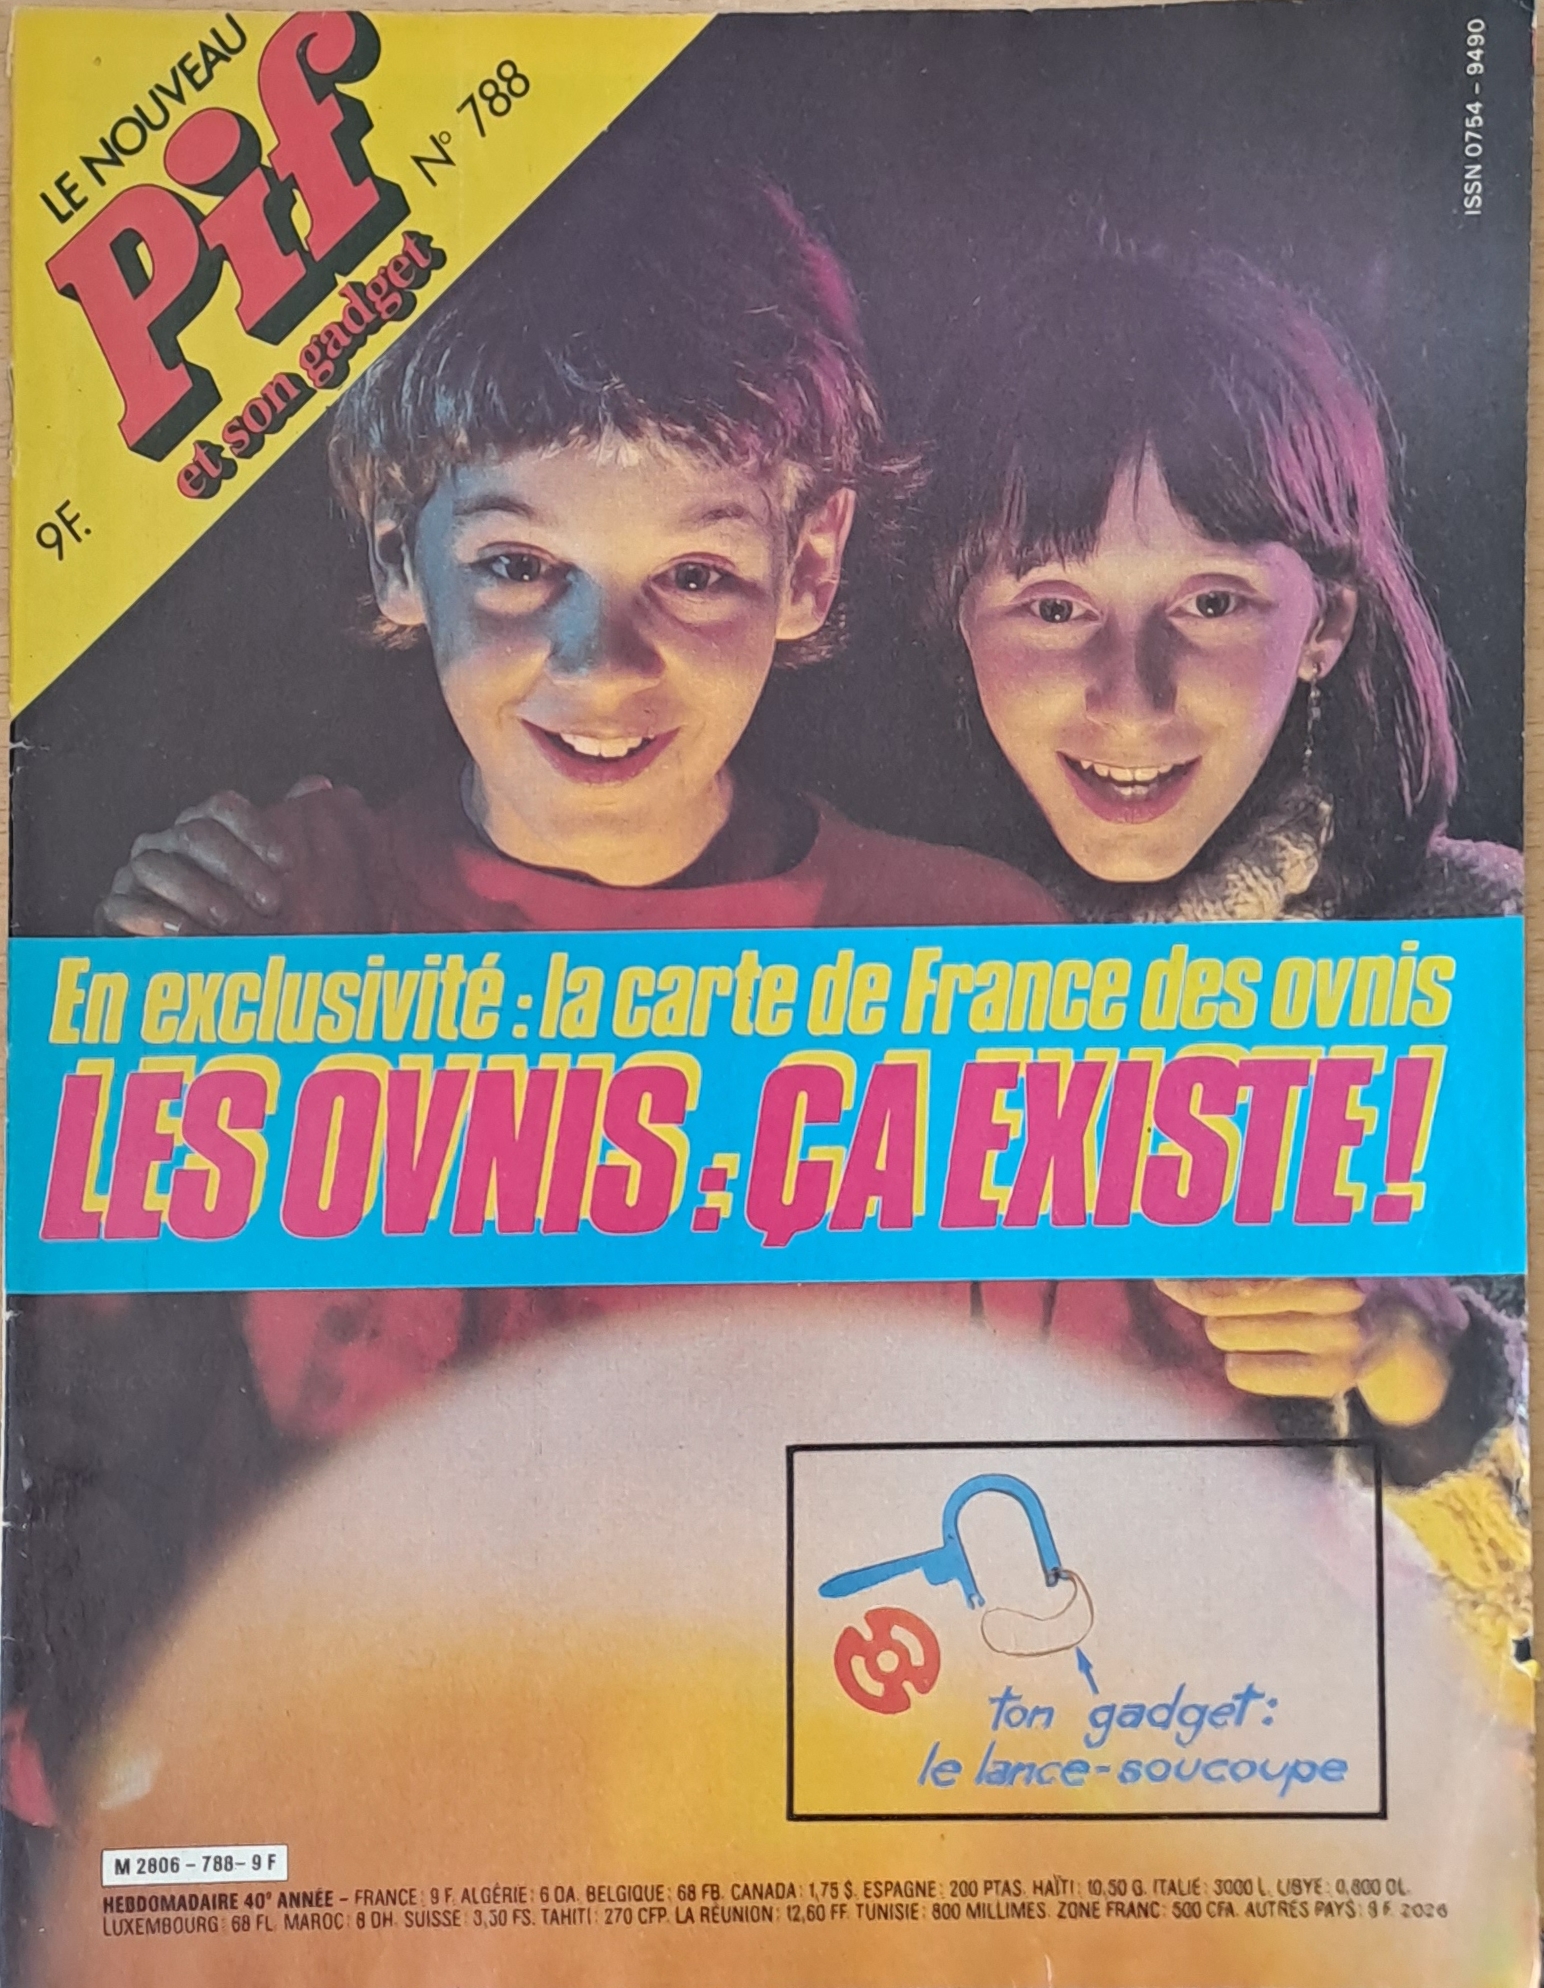 LE NOUVEAU
Pif
et son gadget
N° 788
9F.
ISSN 0754 – 9490
En exclusivité : la carte de France des ovnis
LES OVNIS : ÇA EXISTE !
ton gadget :
le lance-soucoupe
M 2806 – 788 – 9 F
HEBDOMADAIRE 40e ANNÉE – FRANCE : 9 F. ALGÉRIE : 6 DA. BELGIQUE : 68 FB. CANADA : 1,75 $. ESPAGNE : 200 PTAS. HAÏTI : 10,50 G. ITALIE : 3000 L. LIBYE : 0,800 DL.
LUXEMBOURG : 68 FL. MAROC : 8 DH. SUISSE : 3,30 FS. TAHITI : 270 CFP. LA RÉUNION : 12,60 FF. TUNISIE : 800 MILLIMES. ZONE FRANC : 500 CFA. AUTRES PAYS : 9 F. 2026